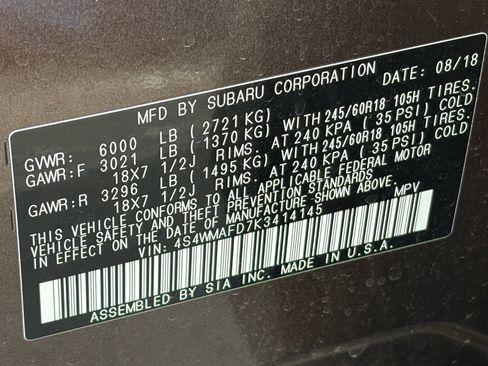 MFD BY SUBARU CORPORATION DATE: 08/18
GVWR: 6000 LB (2721 KG)
GAWR:F 3021 LB (1370 KG) WITH 245/60R18 105H TIRES.
18X7 1/2J RIMS. AT 240 KPA (35 PSI) COLD
GAWR:R 3296 LB (1495 KG) WITH 245/60R18 105H TIRES.
18X7 1/2J RIMS. AT 240 KPA (35 PSI) COLD
THIS VEHICLE CONFORMS TO ALL APPLICABLE FEDERAL MOTOR
VEHICLE SAFETY AND THEFT PREVENTION STANDARDS
IN EFFECT ON THE DATE OF MANUFACTURE SHOWN ABOVE.
VIN: 4S4WMAFD7K3414145 MPV
ASSEMBLED BY SIA INC. MADE IN U.S.A.